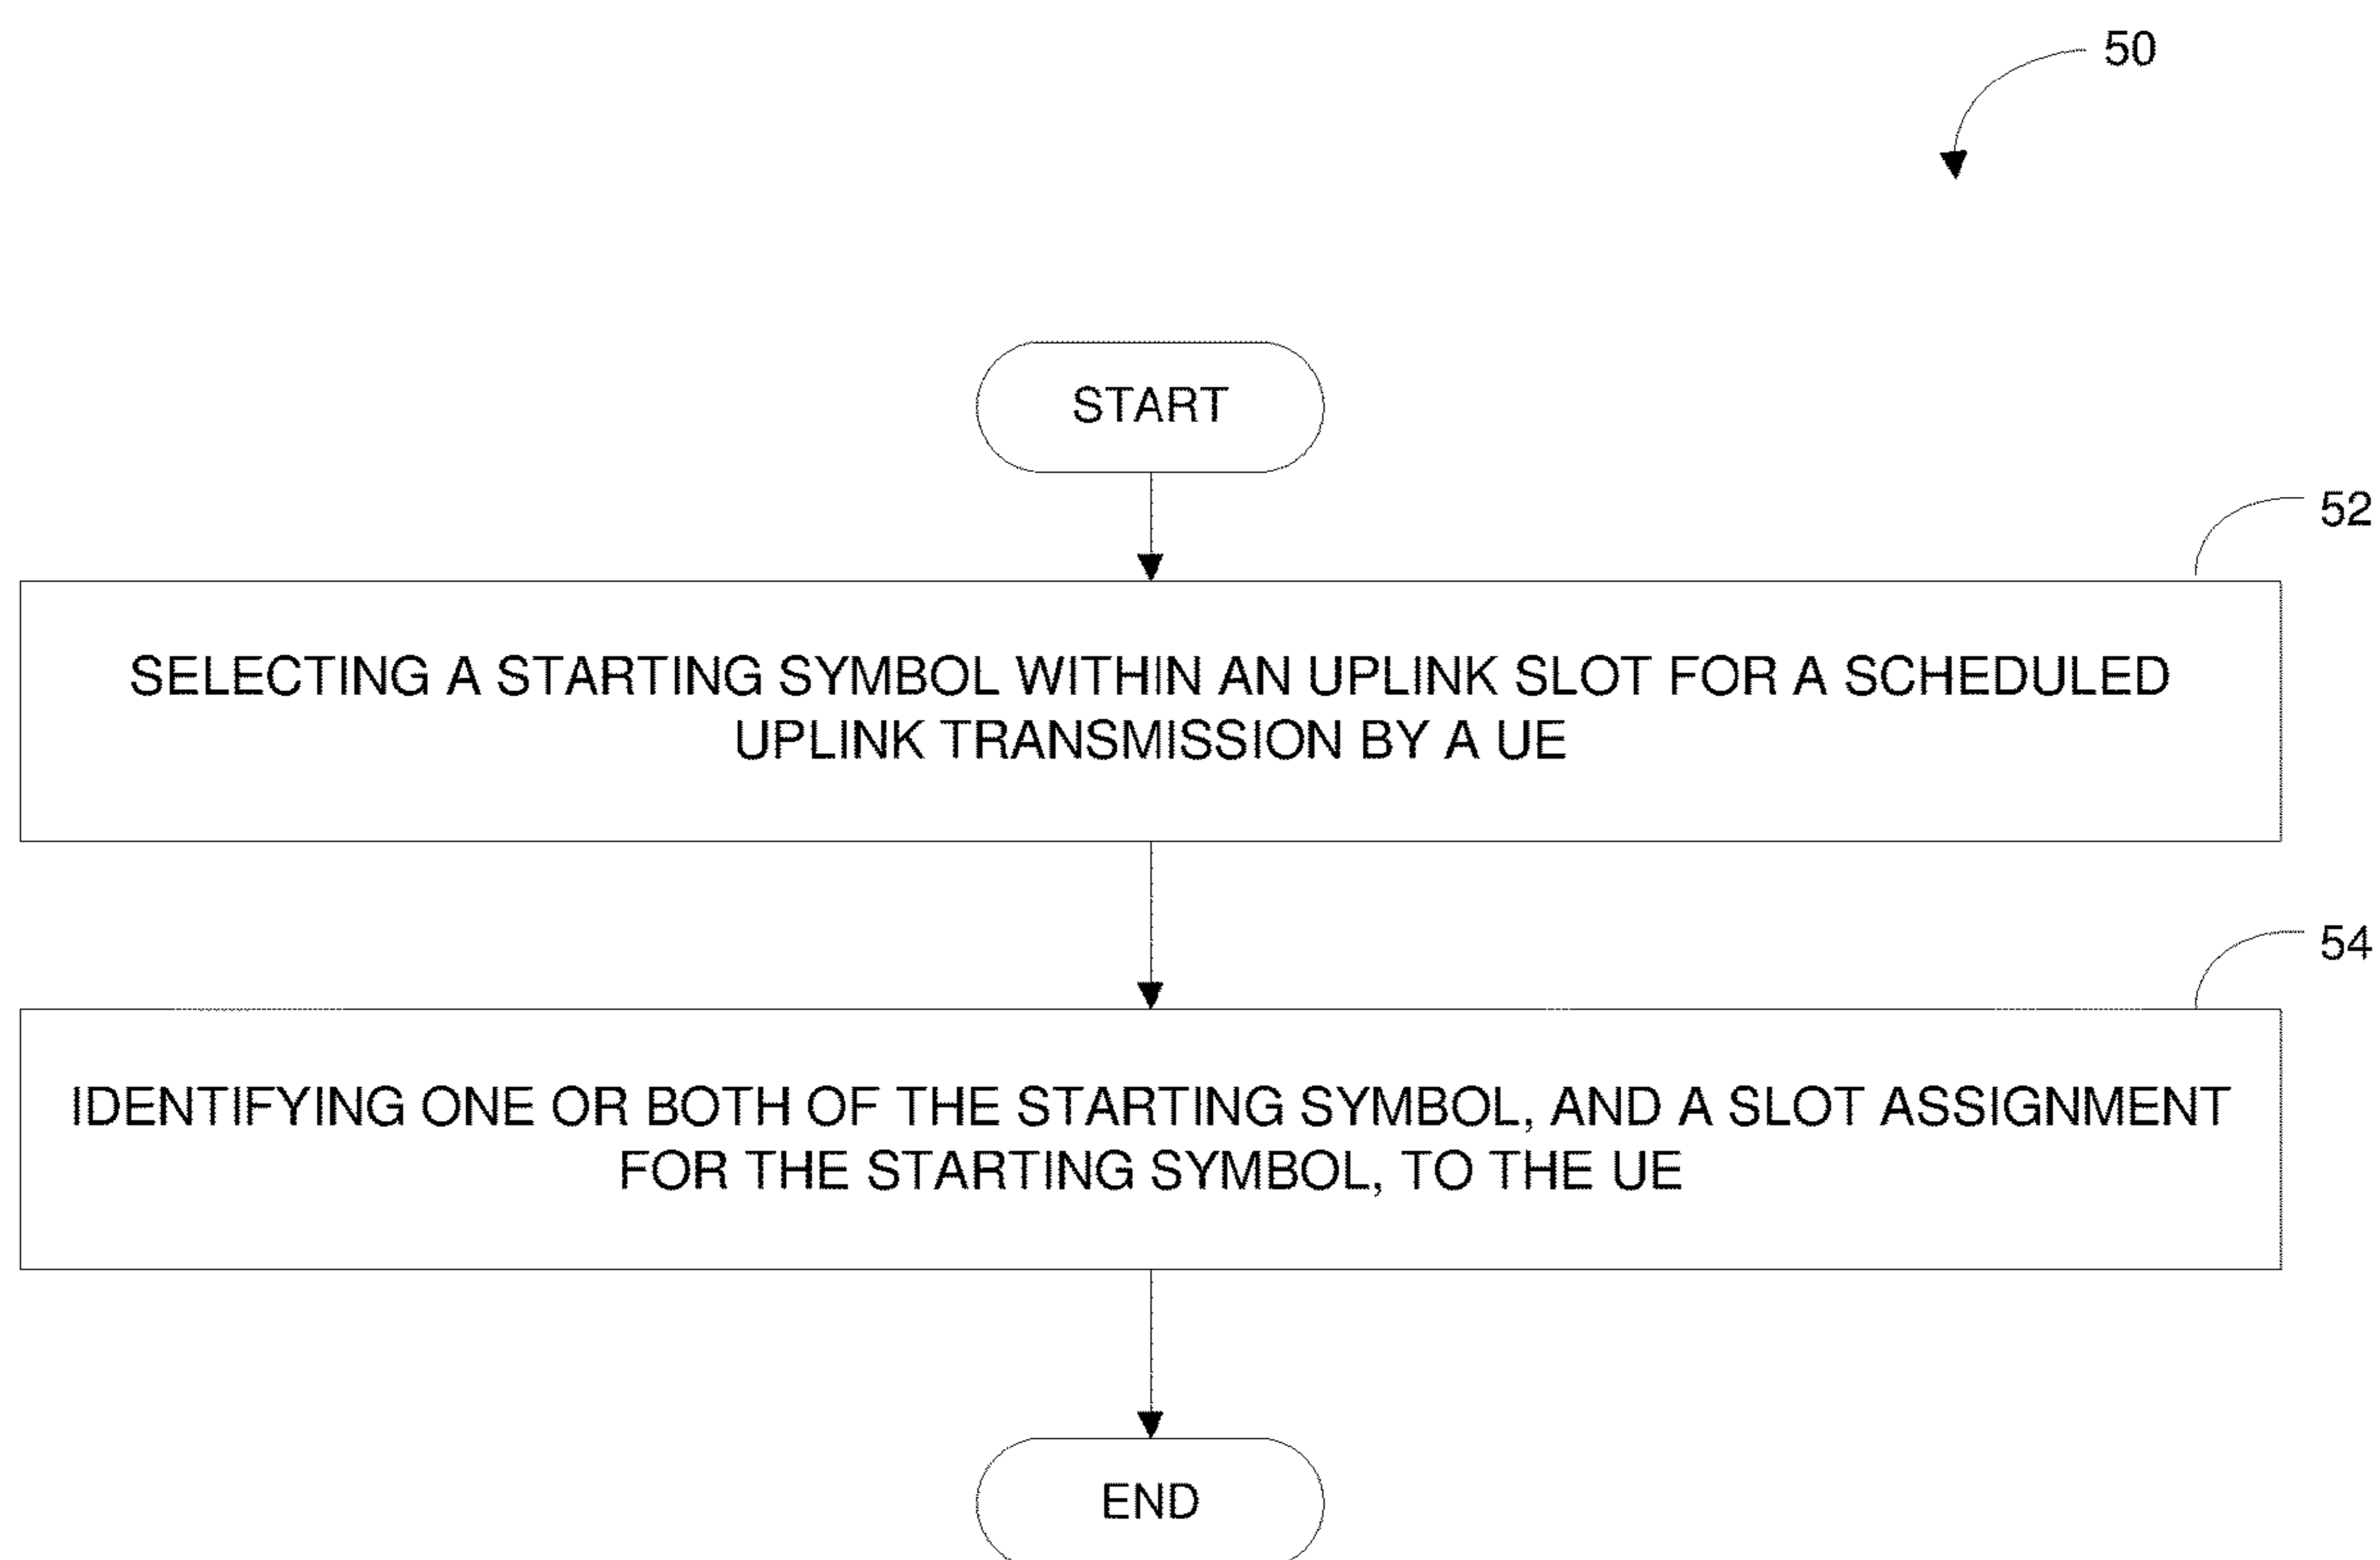 50
START
52
SELECTING A STARTING SYMBOL WITHIN AN UPLINK SLOT FOR A SCHEDULED
UPLINK TRANSMISSION BY A UE
54
IDENTIFYING ONE OR BOTH OF THE STARTING SYMBOL, AND A SLOT ASSIGNMENT
FOR THE STARTING SYMBOL, TO THE UE
END